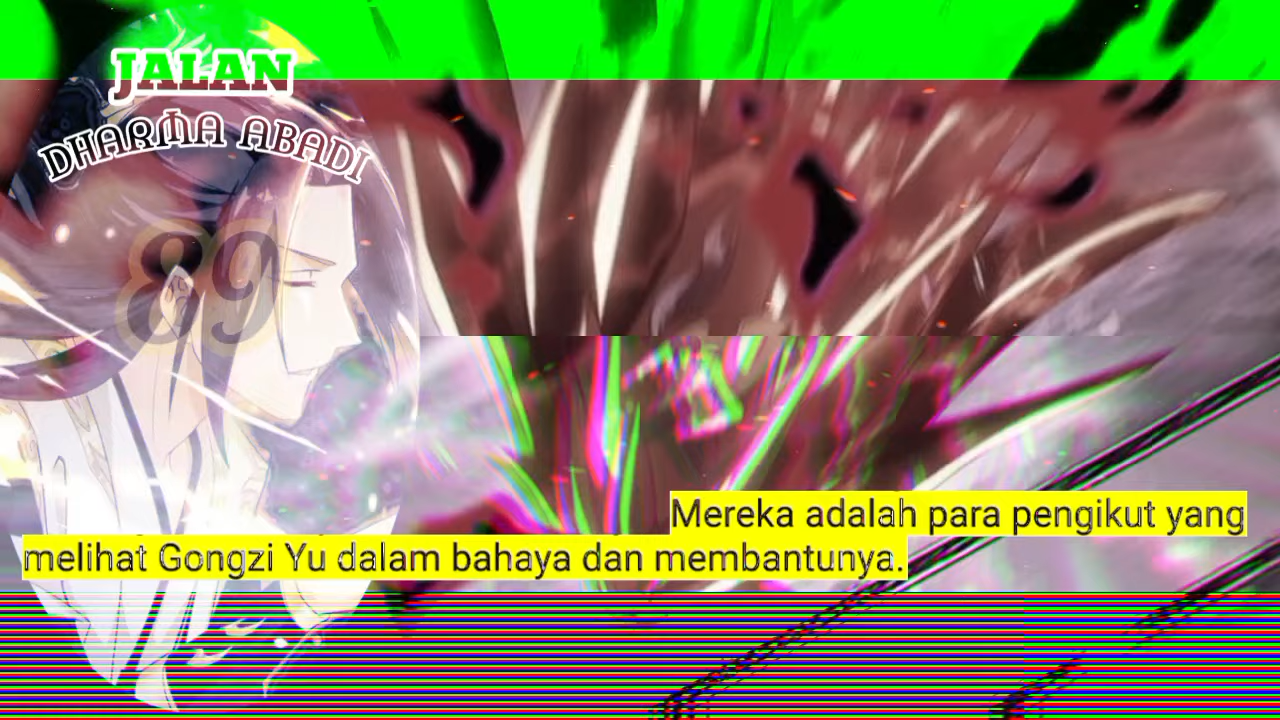 JALAN
DHARMA ABADI
89
Mereka adalah para pengikut yang
melihat Gongzi Yu dalam bahaya dan membantunya.